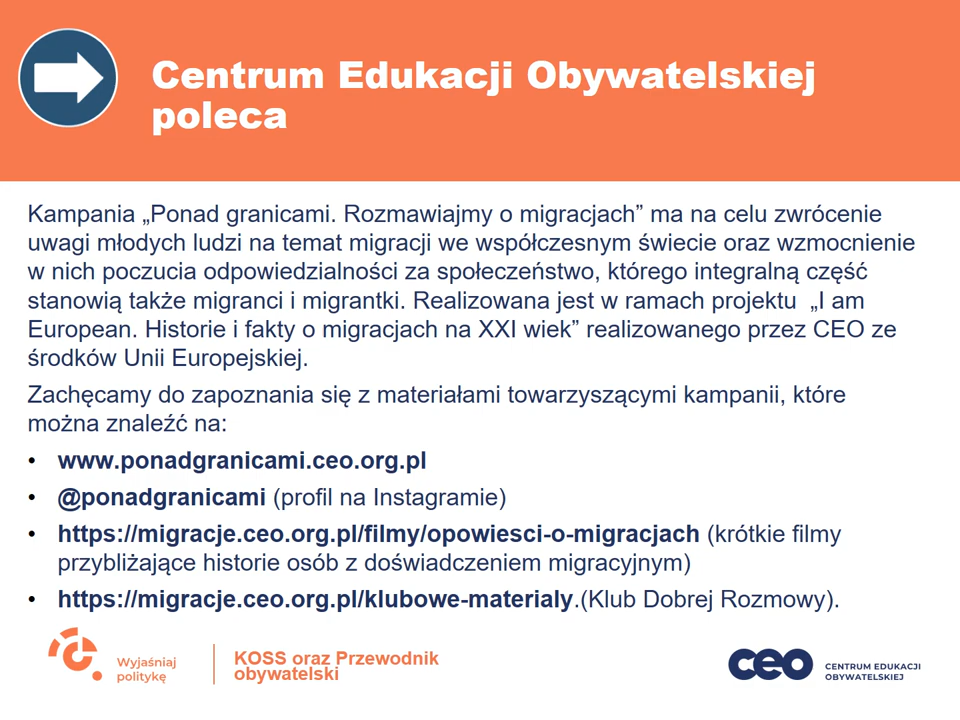 Centrum Edukacji Obywatelskiej
poleca
Kampania „Ponad granicami. Rozmawiajmy o migracjach” ma na celu zwrócenie
uwagi młodych ludzi na temat migracji we współczesnym świecie oraz wzmocnienie
w nich poczucia odpowiedzialności za społeczeństwo, którego integralną część
stanowią także migranci i migrantki. Realizowana jest w ramach projektu „I am
European. Historie i fakty o migracjach na XXI wiek” realizowanego przez CEO ze
środków Unii Europejskiej.
Zachęcamy do zapoznania się z materiałami towarzyszącymi kampanii, które
można znaleźć na:
• www.ponadgranicami.ceo.org.pl
• @ponadgranicami (profil na Instagramie)
• https://migracje.ceo.org.pl/filmy/opowiesci-o-migracjach (krótkie filmy
przybliżające historie osób z doświadczeniem migracyjnym)
• https://migracje.ceo.org.pl/klubowe-materialy.(Klub Dobrej Rozmowy).
Wyjaśniaj
politykę
KOSS oraz Przewodnik
obywatelski
ceo
CENTRUM EDUKACJI
OBYWATELSKIEJ